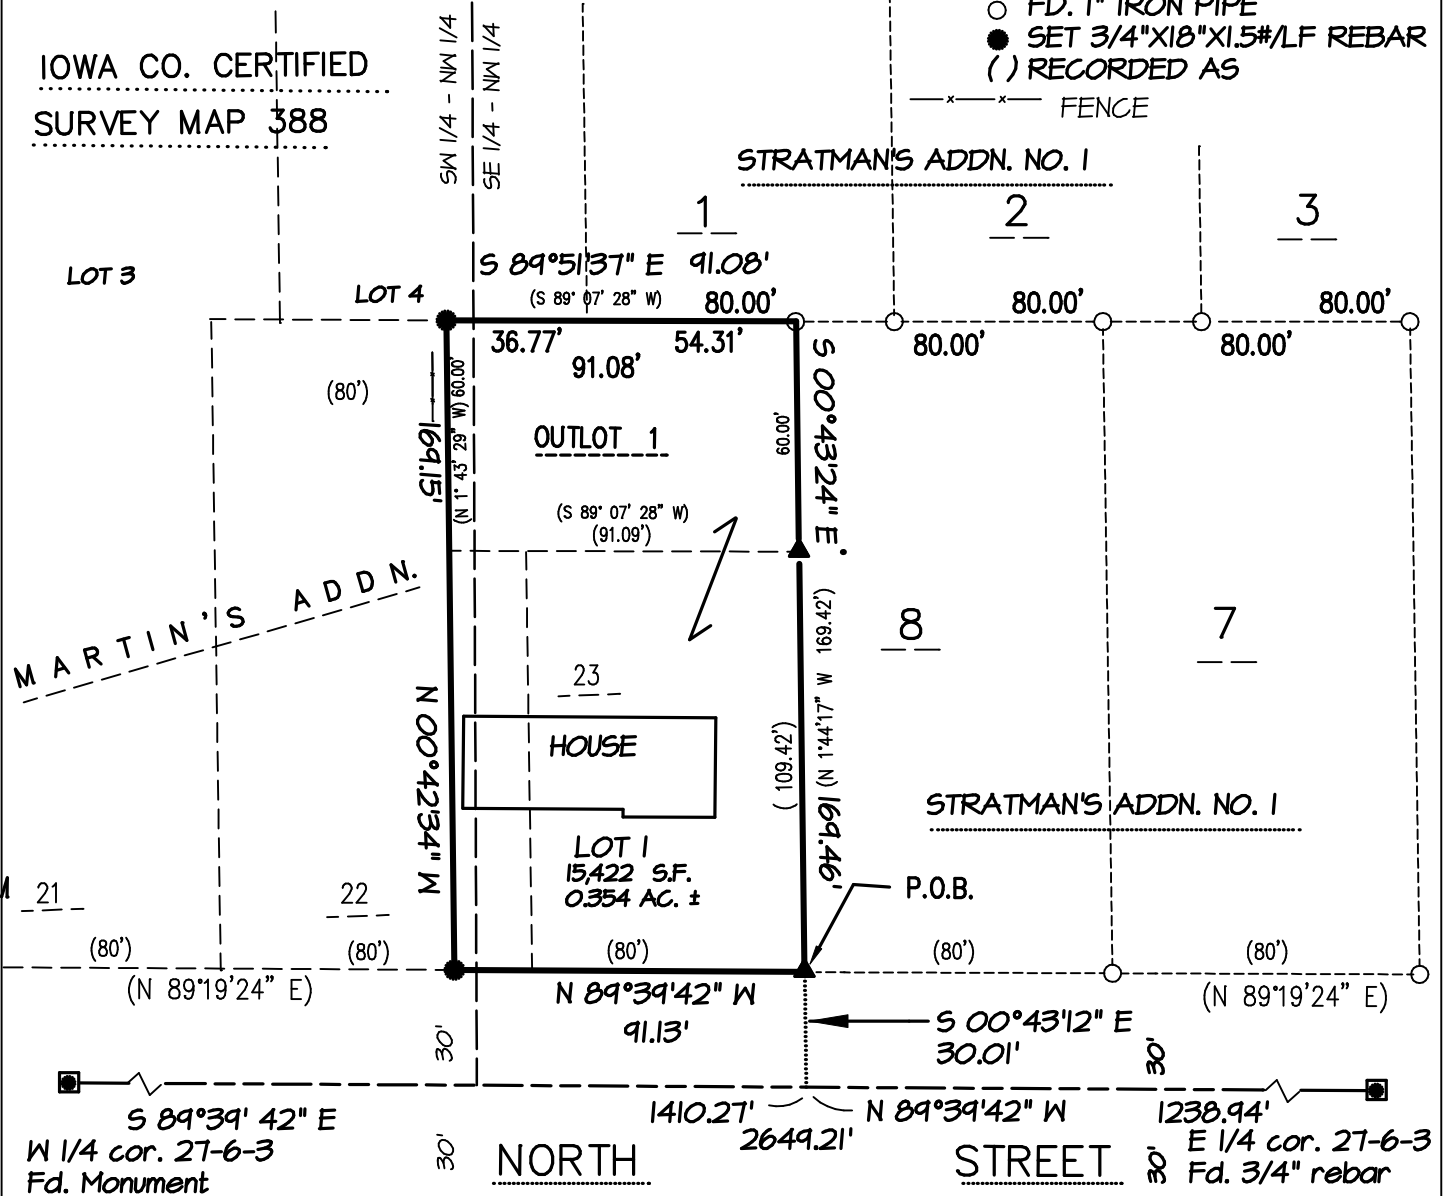 FD. 1" IRON PIPE
SET 3/4"X18"X1.5#/LF REBAR
( ) RECORDED AS
FENCE
IOWA CO. CERTIFIED
SURVEY MAP 388
SW 1/4 - NW 1/4
SE 1/4 - NW 1/4
STRATMAN'S ADDN. NO. 1
1
2
3
LOT 3
LOT 4
S 89°51'37" E 91.08'
(S 89° 07' 28" W)
80.00'
80.00'
80.00'
36.77'
54.31'
91.08'
80.00'
80.00'
(80')
169.15'
(N 1° 43' 29" W) 60.00'
OUTLOT 1
60.00'
S 00°43'24" E
(S 89° 07' 28" W)
(91.09')
MARTIN'S ADDN.
23
8
7
(N 1°44'17" W 169.42')
169.46'
(109.42')
N 00°42'34" W
HOUSE
STRATMAN'S ADDN. NO. 1
LOT 1
15,422 S.F.
0.354 AC. ±
P.O.B.
21
22
(80')
(80')
(80')
(80')
(80')
(N 89°19'24" E)
N 89°39'42" W
91.13'
(N 89°19'24" E)
S 00°43'12" E
30.01'
30'
30'
S 89°39' 42" E
1410.27'
N 89°39'42" W
1238.94'
2649.21'
W 1/4 cor. 27-6-3
Fd. Monument
30'
NORTH STREET
30'
E 1/4 cor. 27-6-3
Fd. 3/4" rebar